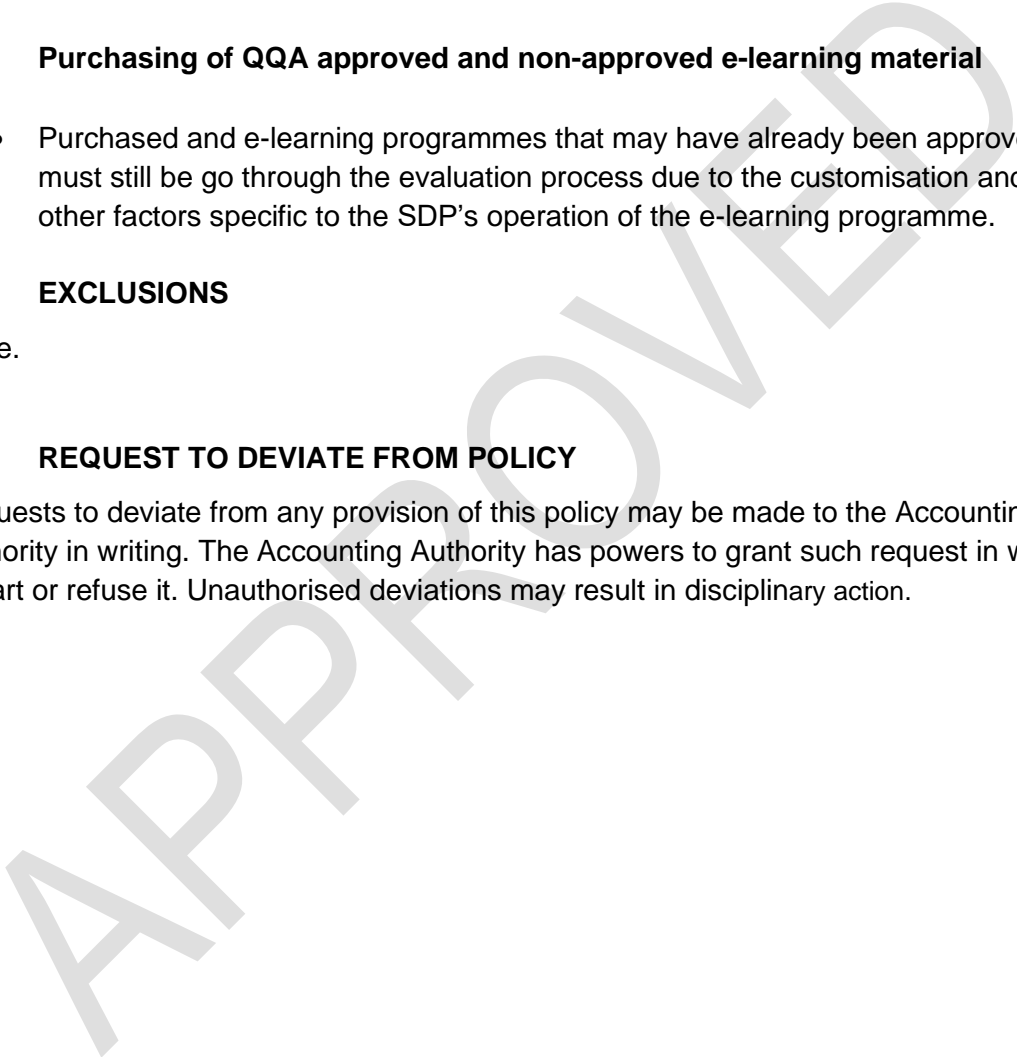 Purchasing of QQA approved and non-approved e-learning material
• Purchased and e-learning programmes that may have already been approve
must still be go through the evaluation process due to the customisation and
other factors specific to the SDP's operation of the e-learning programme.
EXCLUSIONS
e.
REQUEST TO DEVIATE FROM POLICY
uests to deviate from any provision of this policy may be made to the Accountin
ority in writing. The Accounting Authority has powers to grant such request in w
art or refuse it. Unauthorised deviations may result in disciplinary action.
APPROVED